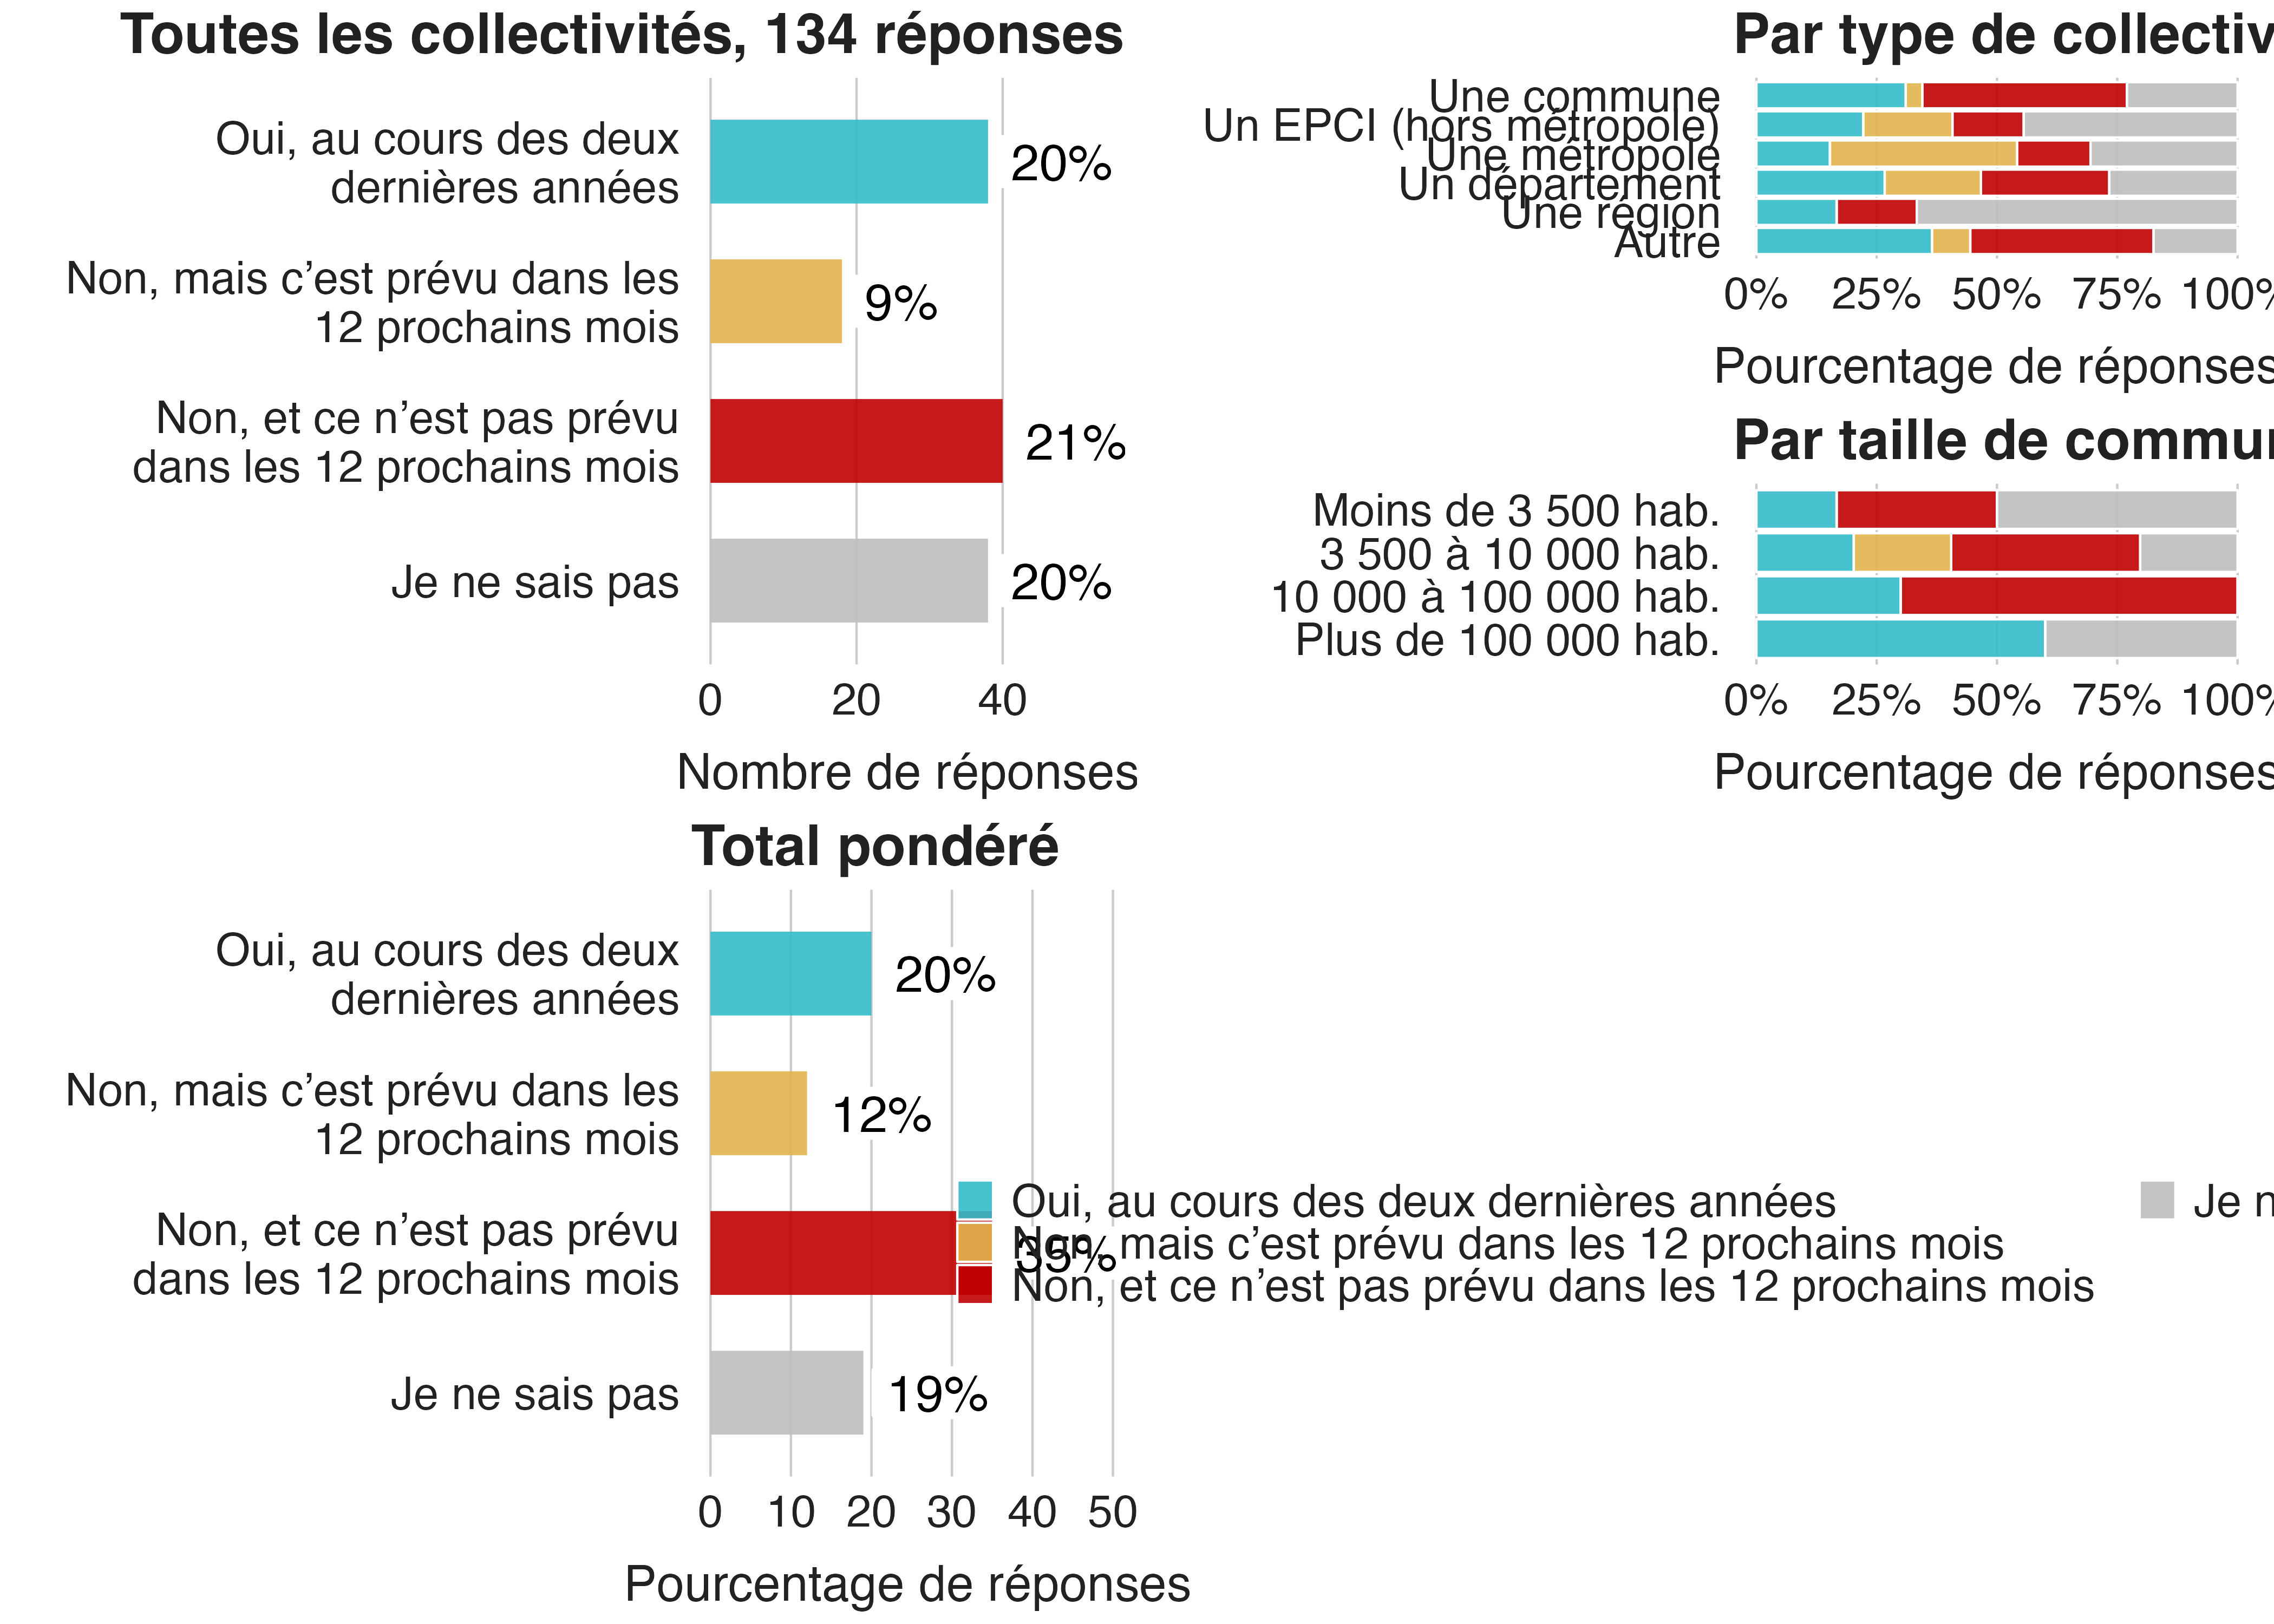 Toutes les collectivités, 134 réponses
Oui, au cours des deux
dernières années
20%
Non, mais c’est prévu dans les
12 prochains mois
9%
Non, et ce n’est pas prévu
dans les 12 prochains mois
21%
Je ne sais pas
20%
0 20 40
Nombre de réponses
Par type de collectiv
Une commune
Un EPCI (hors métropole)
Une métropole
Un département
Une région
Autre
0% 25% 50% 75% 100%
Pourcentage de réponses
Par taille de commun
Moins de 3 500 hab.
3 500 à 10 000 hab.
10 000 à 100 000 hab.
Plus de 100 000 hab.
0% 25% 50% 75% 100%
Pourcentage de réponses
Total pondéré
Oui, au cours des deux
dernières années
20%
Non, mais c’est prévu dans les
12 prochains mois
12%
Non, et ce n’est pas prévu
dans les 12 prochains mois
35%
Je ne sais pas
19%
0 10 20 30 40 50
Pourcentage de réponses
Oui, au cours des deux dernières années
Non, mais c’est prévu dans les 12 prochains mois
Non, et ce n’est pas prévu dans les 12 prochains mois
Je n